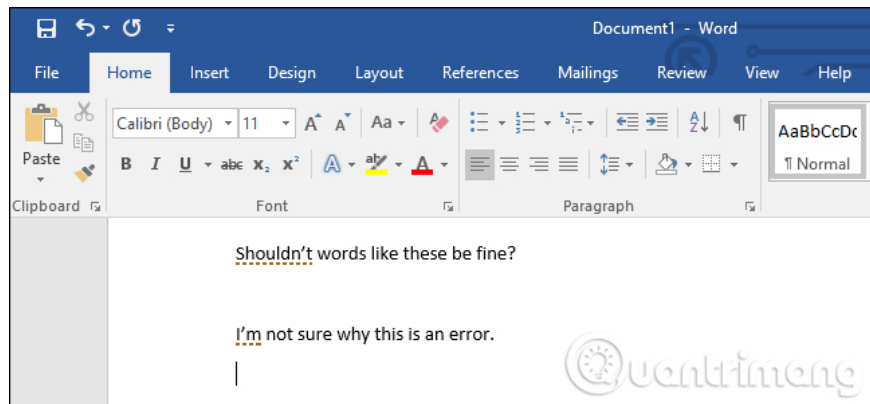 Document1 - Word
File Home Insert Design Layout References Mailings Review View Help
Calibri (Body) 11 A A Aa
AaBbCcDc
Paste
B I U abc x₂ x² A aby A
¶ Normal
Clipboard Font Paragraph
Shouldn’t words like these be fine?
I’m not sure why this is an error.
Quantrimang